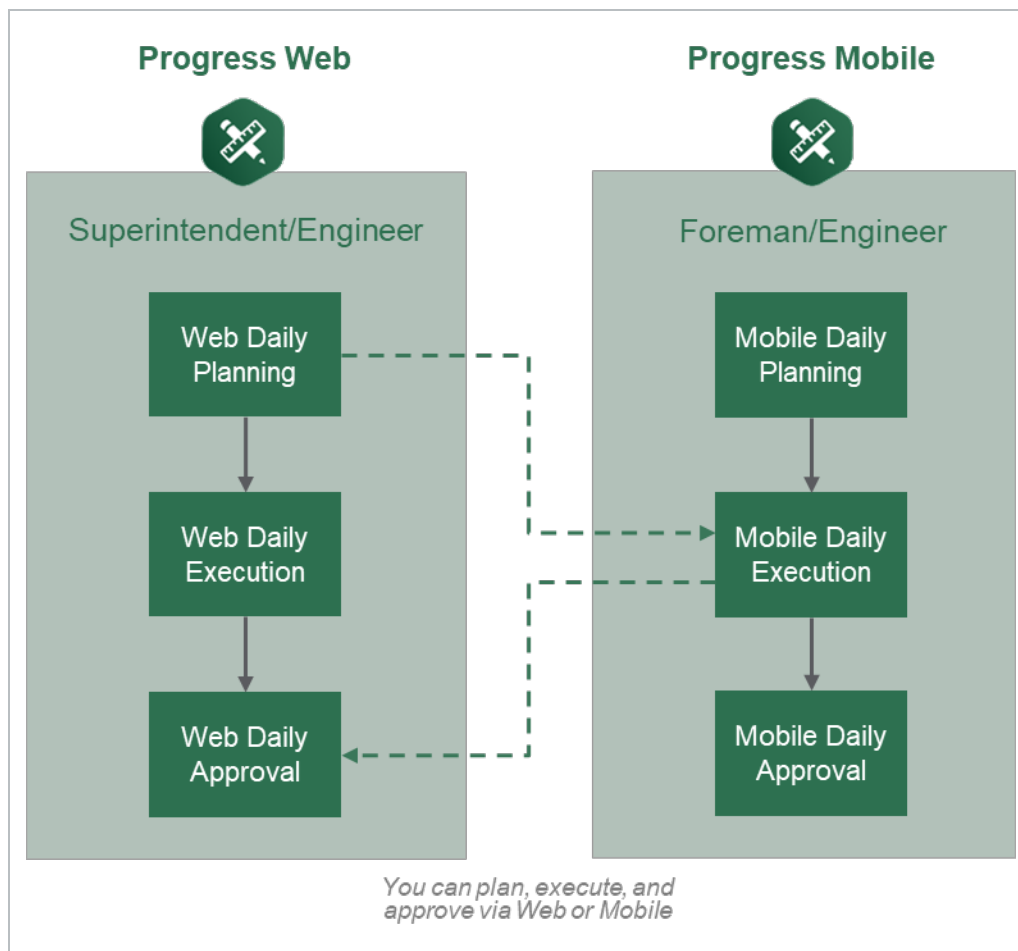 Progress Web
Superintendent/Engineer
Web Daily
Planning
Web Daily
Execution
Web Daily
Approval
Progress Mobile
Foreman/Engineer
Mobile Daily
Planning
Mobile Daily
Execution
Mobile Daily
Approval
You can plan, execute, and
approve via Web or Mobile